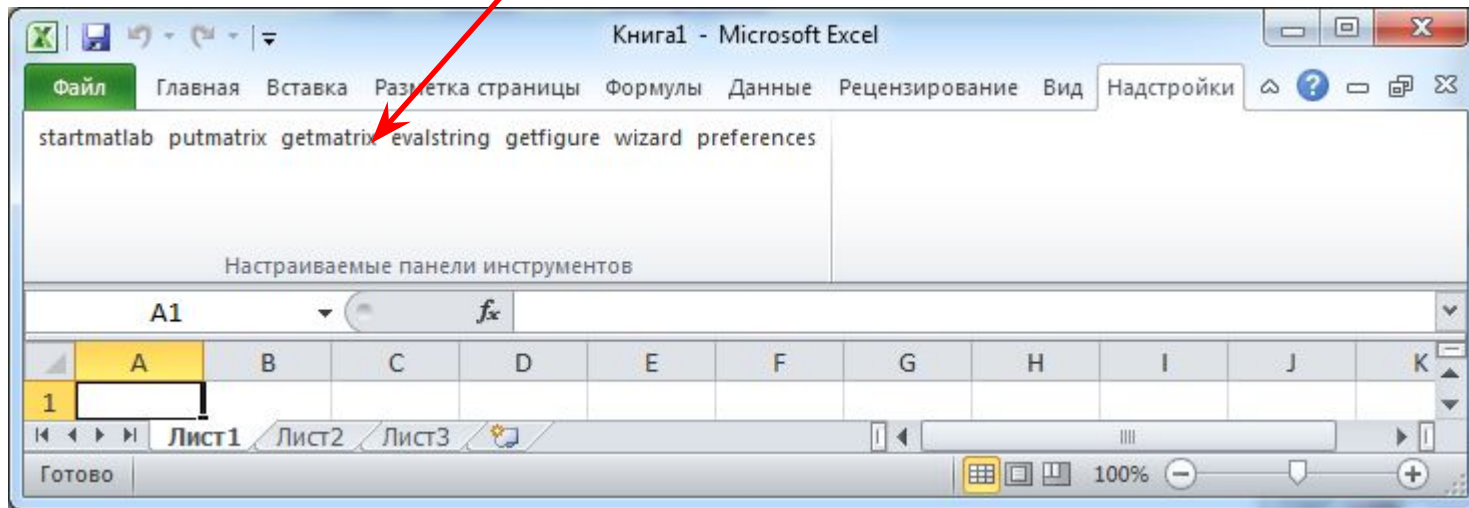 Книга1 - Microsoft Excel
Файл Главная Вставка Разметка страницы Формулы Данные Рецензирование Вид Надстройки
startmatlab putmatrix getmatrix evalstring getfigure wizard preferences
Настраиваемые панели инструментов
A1 fx
A B C D E F G H I J K
1
Лист1 Лист2 Лист3
Готово 100%